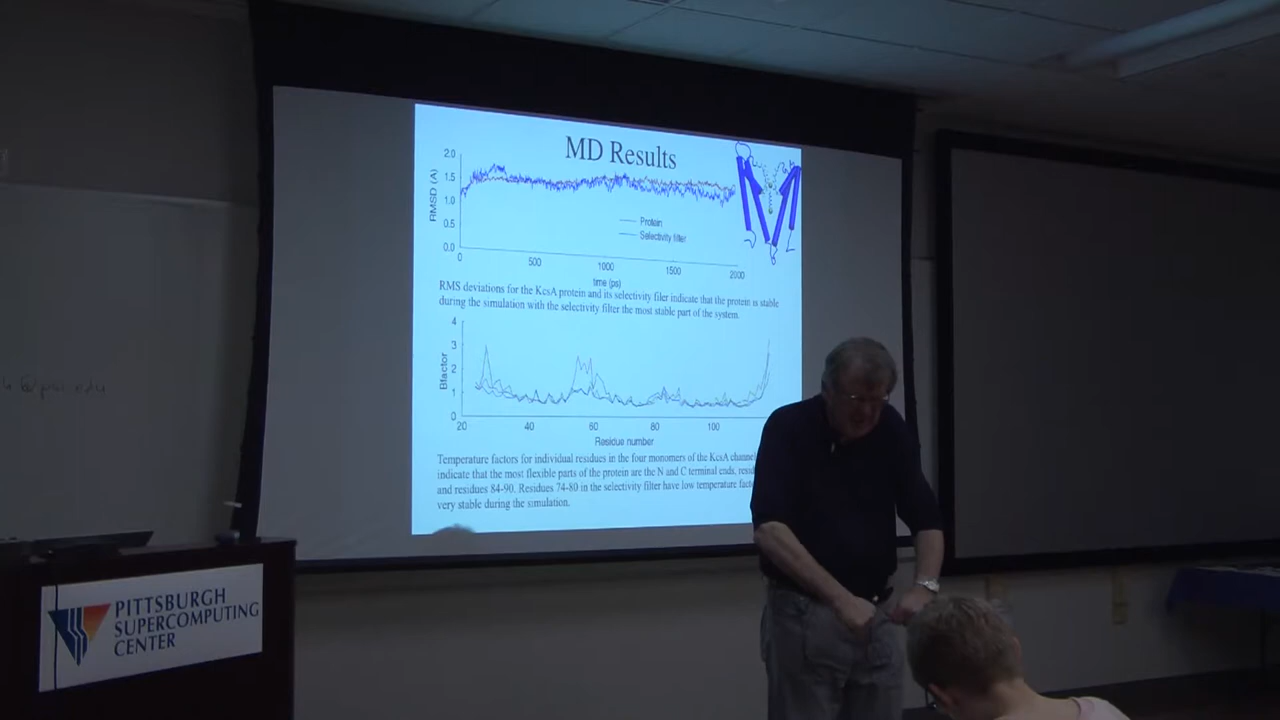 MD Results
2.0
1.5
1.0
0.5
0.0
RMSD (A)
Protein
Selectivity filter
0 500 1000 1500 2000
time (ps)
RMS deviations for the KcsA protein and its selectivity filer indicate that the protein is stable
during the simulation with the selectivity filter the most stable part of the system.
4
3
2
1
0
Bfactor
20 40 60 80 100
Residue number
Temperature factors for individual residues in the four monomers of the KcsA channel
indicate that the most flexible parts of the protein are the N and C terminal ends,
and residues 84-90. Residues 74-80 in the selectivity filter have low temperature
very stable during the simulation.
PITTSBURGH
SUPERCOMPUTING
CENTER